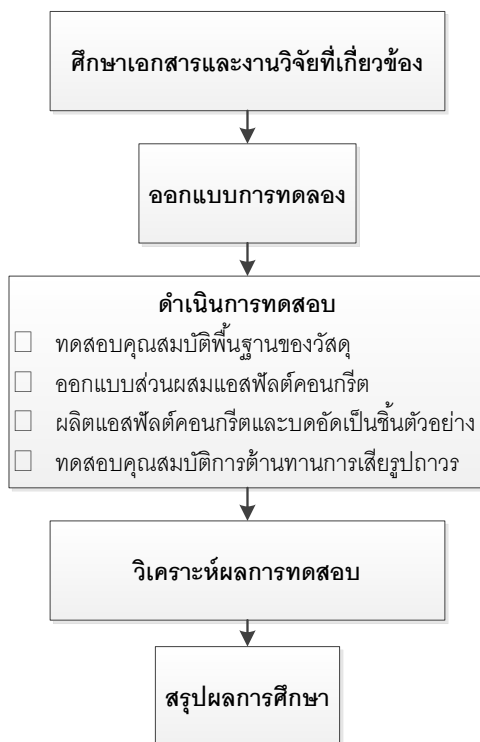 ศึกษาเอกสารและงานวิจัยที่เกี่ยวข้อง
ออกแบบการทดลอง
ดำเนินการทดสอบ
ทดสอบคุณสมบัติพื้นฐานของวัสดุ
ออกแบบส่วนผสมแอสฟัลต์คอนกรีต
ผลิตแอสฟัลต์คอนกรีตและบดอัดเป็นชิ้นตัวอย่าง
ทดสอบคุณสมบัติการต้านทานการเสียรูปถาวร
วิเคราะห์ผลการทดสอบ
สรุปผลการศึกษา